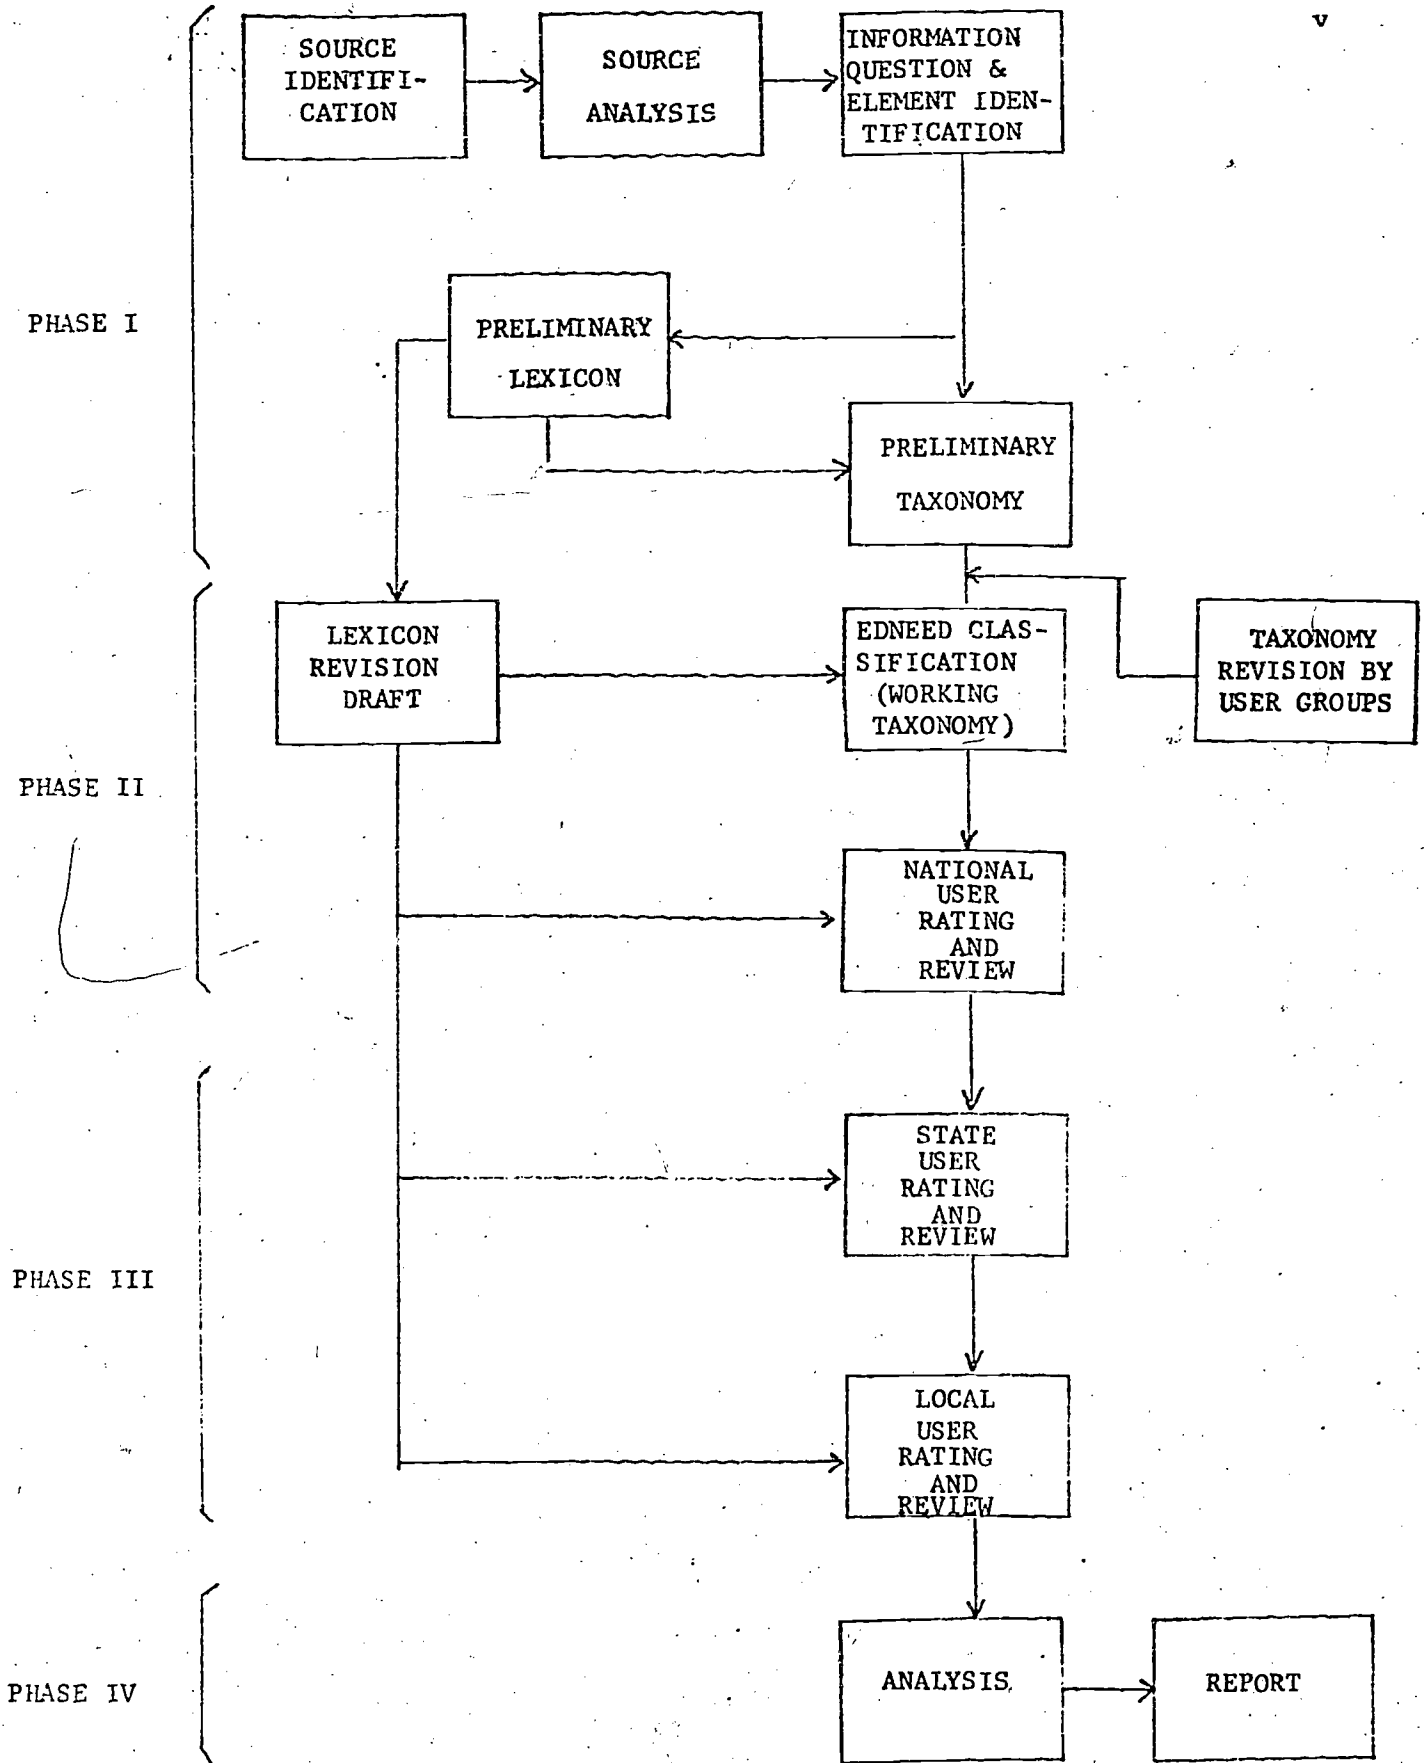 v
SOURCE
IDENTIFI-
CATION
SOURCE
ANALYSIS
INFORMATION
QUESTION &
ELEMENT IDEN-
TIFICATION
PHASE I
PRELIMINARY
LEXICON
PRELIMINARY
TAXONOMY
LEXICON
REVISION
DRAFT
EDNEED CLAS-
SIFICATION
(WORKING
TAXONOMY)
TAXONOMY
REVISION BY
USER GROUPS
PHASE II
NATIONAL
USER
RATING
AND
REVIEW
STATE
USER
RATING
AND
REVIEW
PHASE III
LOCAL
USER
RATING
AND
REVIEW
PHASE IV
ANALYSIS
REPORT